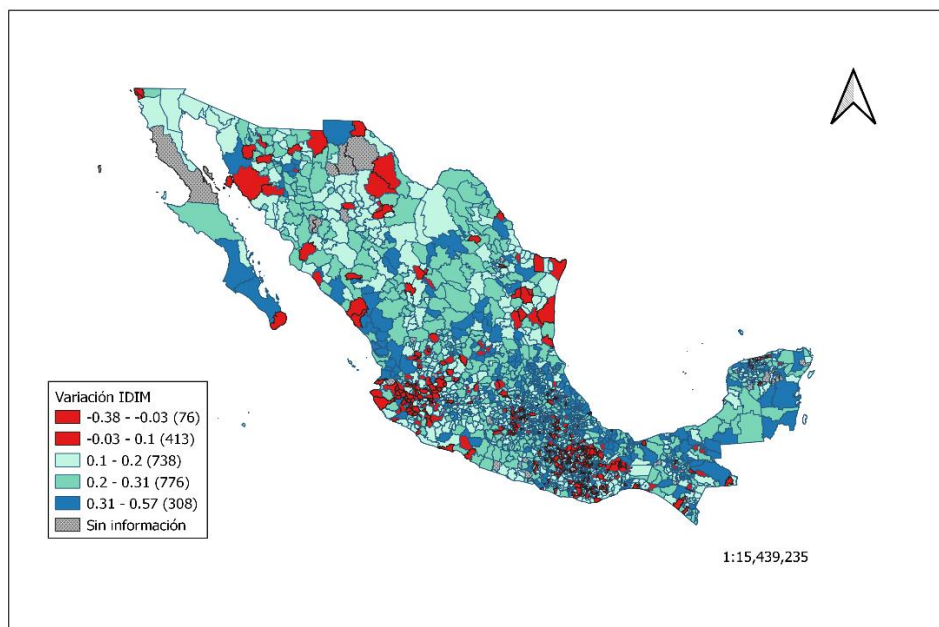 Variación IDIM
-0.38 - -0.03 (76)
-0.03 - 0.1 (413)
0.1 - 0.2 (738)
0.2 - 0.31 (776)
0.31 - 0.57 (308)
Sin información
1:15,439,235